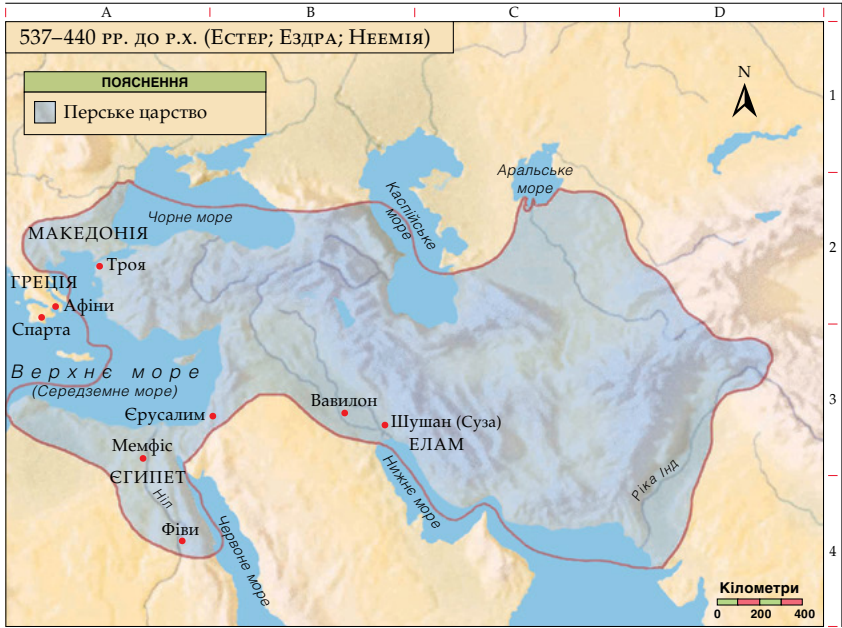 A B C D
537–440 РР. ДО Р.Х. (ЕСТЕР; ЕЗДРА; НЕЕМІЯ)
ПОЯСНЕННЯ
Перське царство
N
1
Аральське
море
Каспійське
море
Чорне море
МАКЕДОНІЯ
2
Троя
ГРЕЦІЯ
Афіни
Спарта
Верхнє море
(Середземне море)
Вавилон
3
Єрусалим
Шушан (Суза)
ЕЛАМ
Мемфіс
ЄГИПЕТ
Ніл
Нижнє море
Ріка Інд
Фіви
Червоне море
4
Кілометри
0 200 400